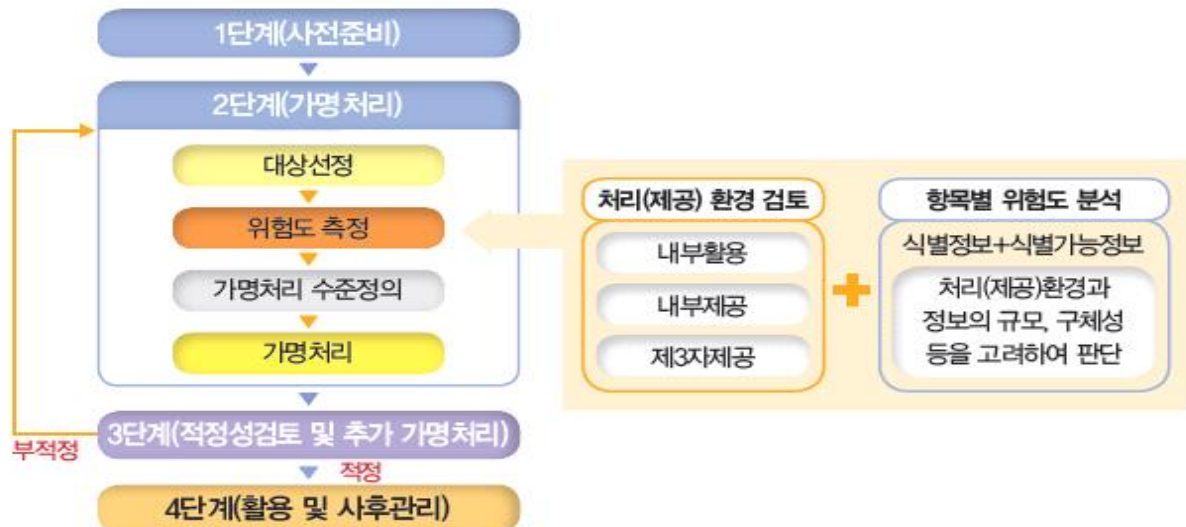 1단계(사전준비)
2단계(가명처리)
대상선정
위험도 측정
가명처리 수준정의
가명처리
처리(제공) 환경 검토
내부활용
내부제공
제3자제공
항목별 위험도 분석
식별정보+식별가능정보
처리(제공)환경과
정보의 규모, 구체성
등을 고려하여 판단
3단계(적정성검토 및 추가 가명처리)
부적정
적정
4단계(활용 및 사후관리)